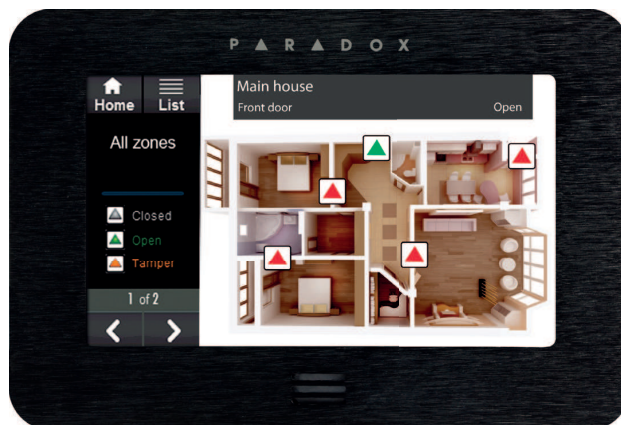 PARADOX
Home List
Main house
Front door Open
All zones
Closed
Open
Tamper
1 of 2